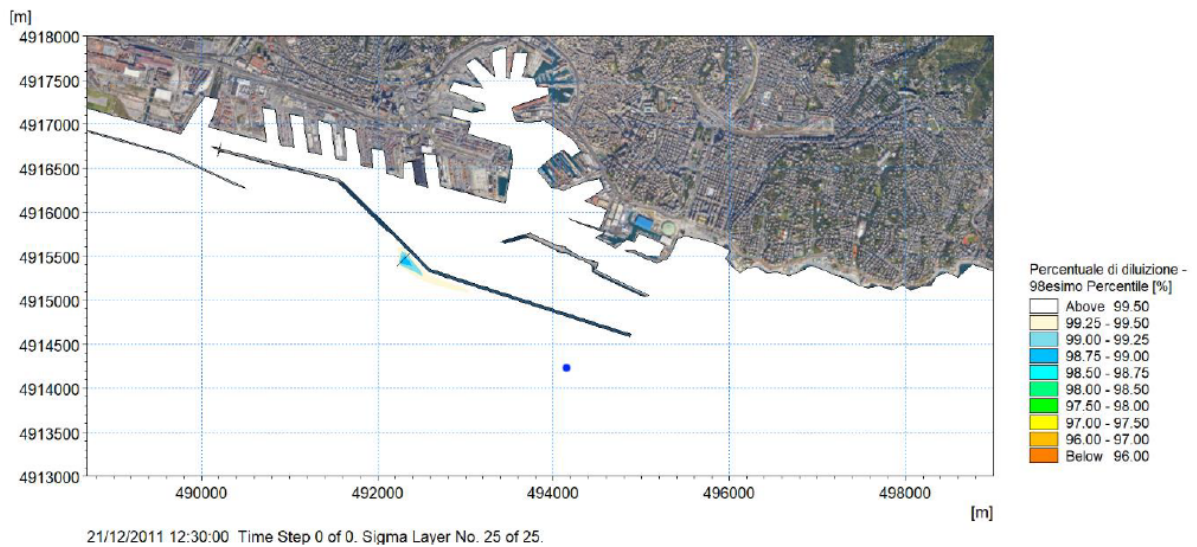 [m]
4918000
4917500
4917000
4916500
4916000
4915500
4915000
4914500
4914000
4913500
4913000
490000 492000 494000 496000 498000
[m]
Percentuale di diluizione -
98esimo Percentile [%]
Above 99.50
99.25 - 99.50
99.00 - 99.25
98.75 - 99.00
98.50 - 98.75
98.00 - 98.50
97.50 - 98.00
97.00 - 97.50
96.00 - 97.00
Below 96.00
21/12/2011 12:30:00 Time Step 0 of 0. Sigma Layer No. 25 of 25.